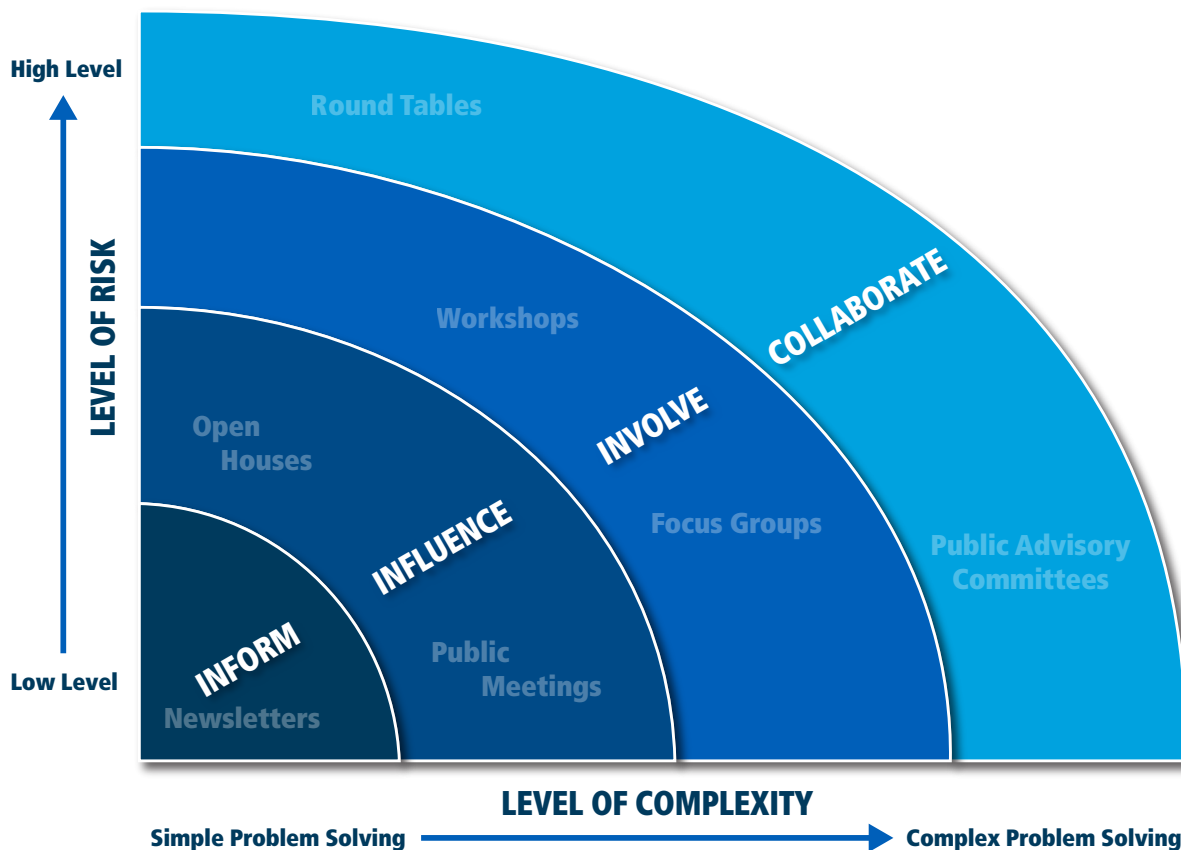 High Level
Round Tables
COLLABORATE
LEVEL OF RISK
Workshops
INVOLVE
Open
Houses
Focus Groups
INFLUENCE
Public Advisory
Committees
INFORM
Public
Meetings
Low Level
Newsletters
LEVEL OF COMPLEXITY
Simple Problem Solving
Complex Problem Solving